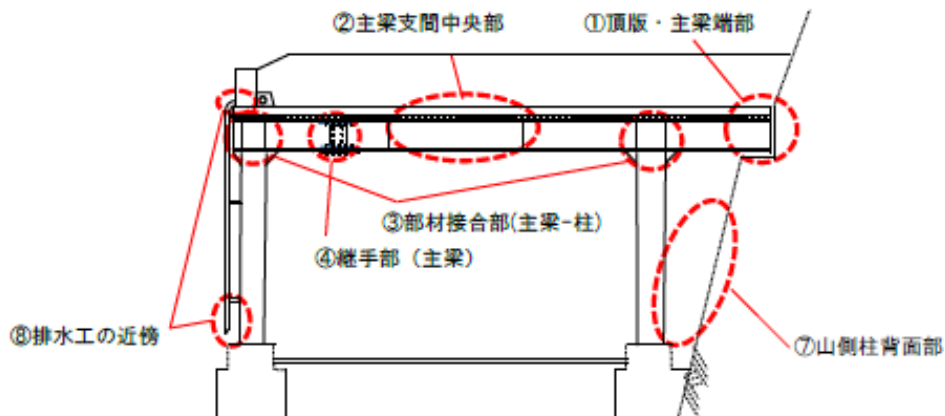 ②主梁支間中央部
①頂版・主梁端部
③部材接合部(主梁-柱)
④継手部（主梁）
⑧排水工の近傍
⑦山側柱背面部